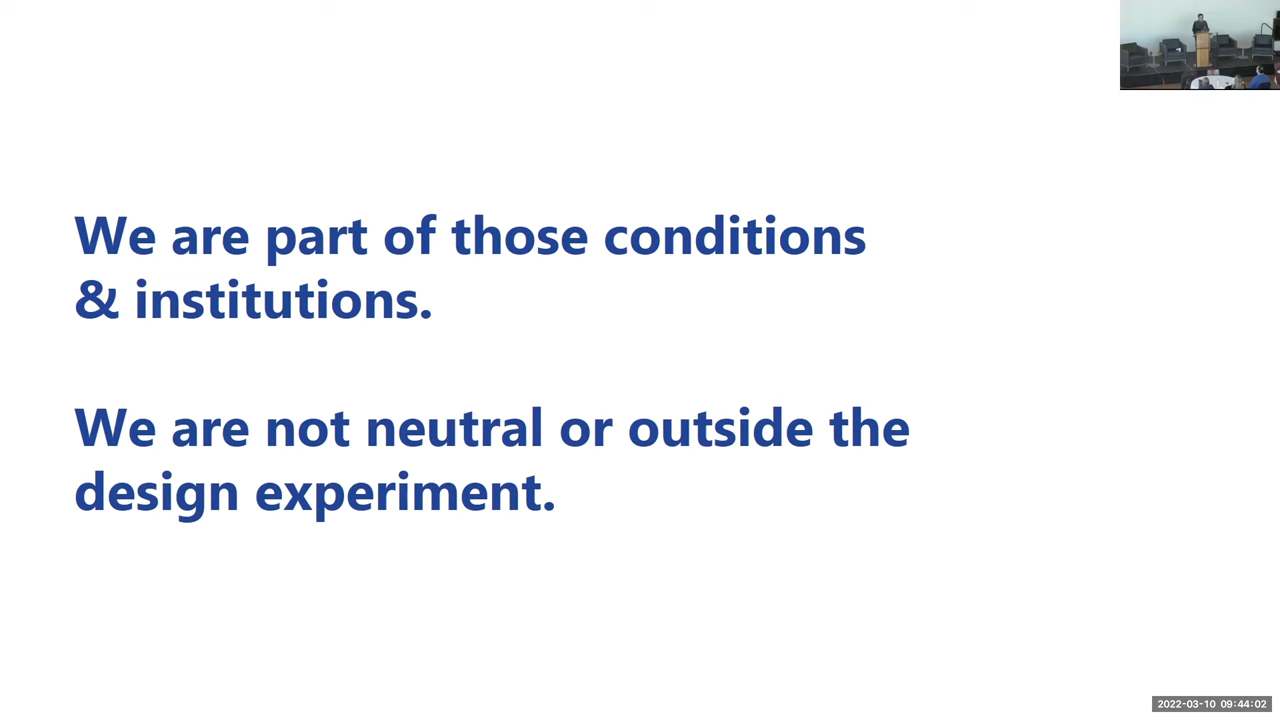 We are part of those conditions
& institutions.
We are not neutral or outside the
design experiment.
2022-03-10 09:44:02